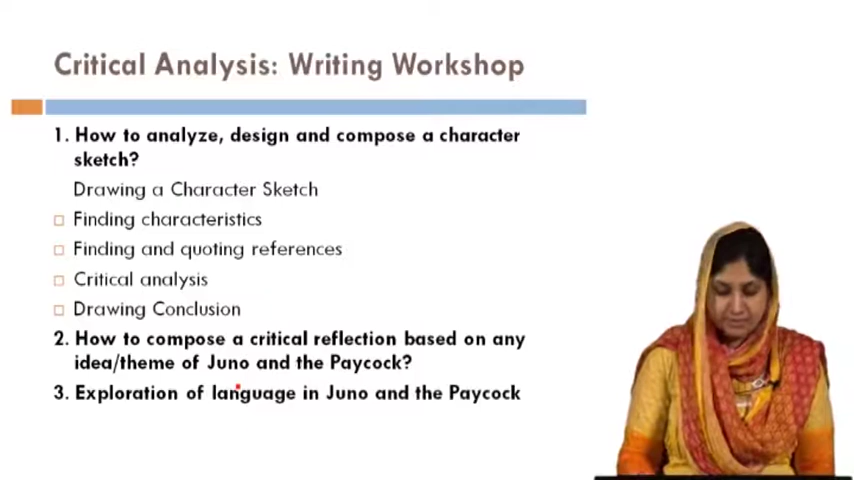 Critical Analysis: Writing Workshop
1. How to analyze, design and compose a character
sketch?
Drawing a Character Sketch
Finding characteristics
Finding and quoting references
Critical analysis
Drawing Conclusion
2. How to compose a critical reflection based on any
idea/theme of Juno and the Paycock?
3. Exploration of language in Juno and the Paycock